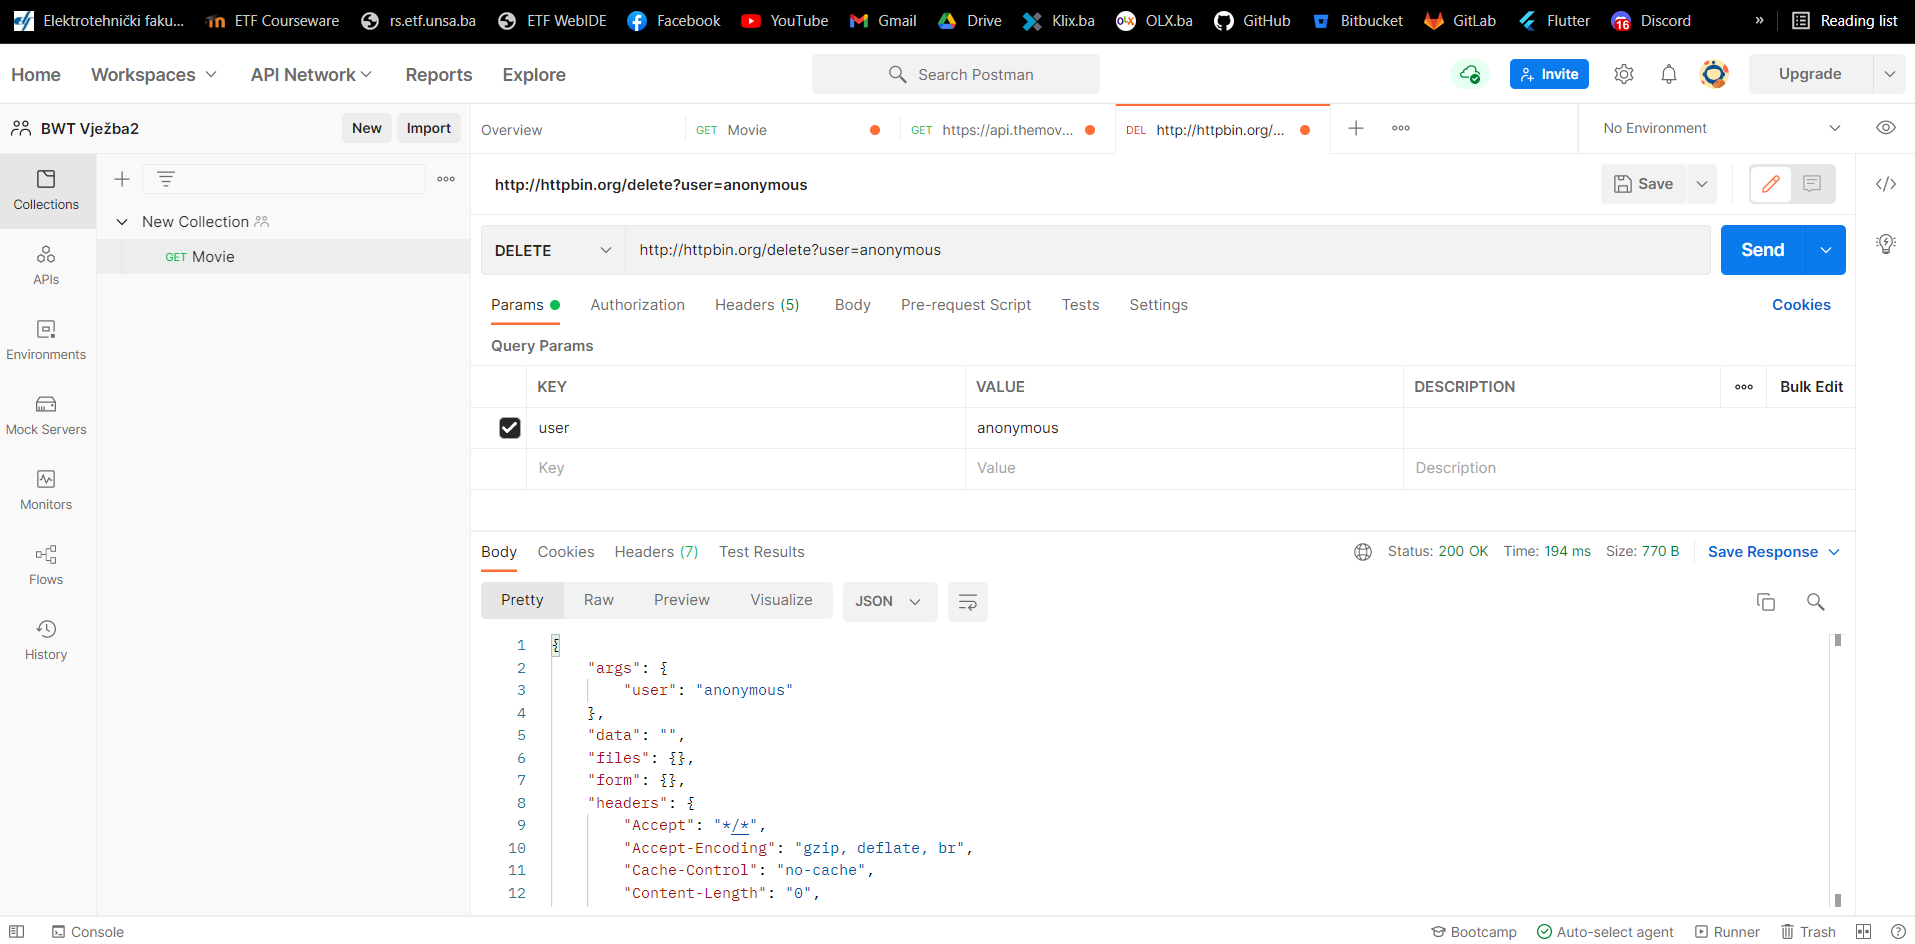 Elektrotehnički faku... ETF Courseware rs.etf.unsa.ba ETF WebIDE Facebook YouTube Gmail Drive Klix.ba OLX.ba GitHub Bitbucket GitLab Flutter 16 Discord » Reading list
Home Workspaces API Network Reports Explore Search Postman Invite Upgrade
BWT Vježba2 New Import Overview GET Movie GET https://api.themov... DEL http://httpbin.org/... No Environment
Collections
APIs
Environments
Mock Servers
Monitors
Flows
History
New Collection
GET Movie
http://httpbin.org/delete?user=anonymous Save
DELETE http://httpbin.org/delete?user=anonymous Send
Params Authorization Headers (5) Body Pre-request Script Tests Settings Cookies
Query Params
KEY VALUE DESCRIPTION Bulk Edit
user anonymous
Key Value Description
Body Cookies Headers (7) Test Results Status: 200 OK Time: 194 ms Size: 770 B Save Response
Pretty Raw Preview Visualize JSON
1 {
2 "args": {
3 "user": "anonymous"
4 },
5 "data": "",
6 "files": {},
7 "form": {},
8 "headers": {
9 "Accept": "*/*",
10 "Accept-Encoding": "gzip, deflate, br",
11 "Cache-Control": "no-cache",
12 "Content-Length": "0",
Console Bootcamp Auto-select agent Runner Trash